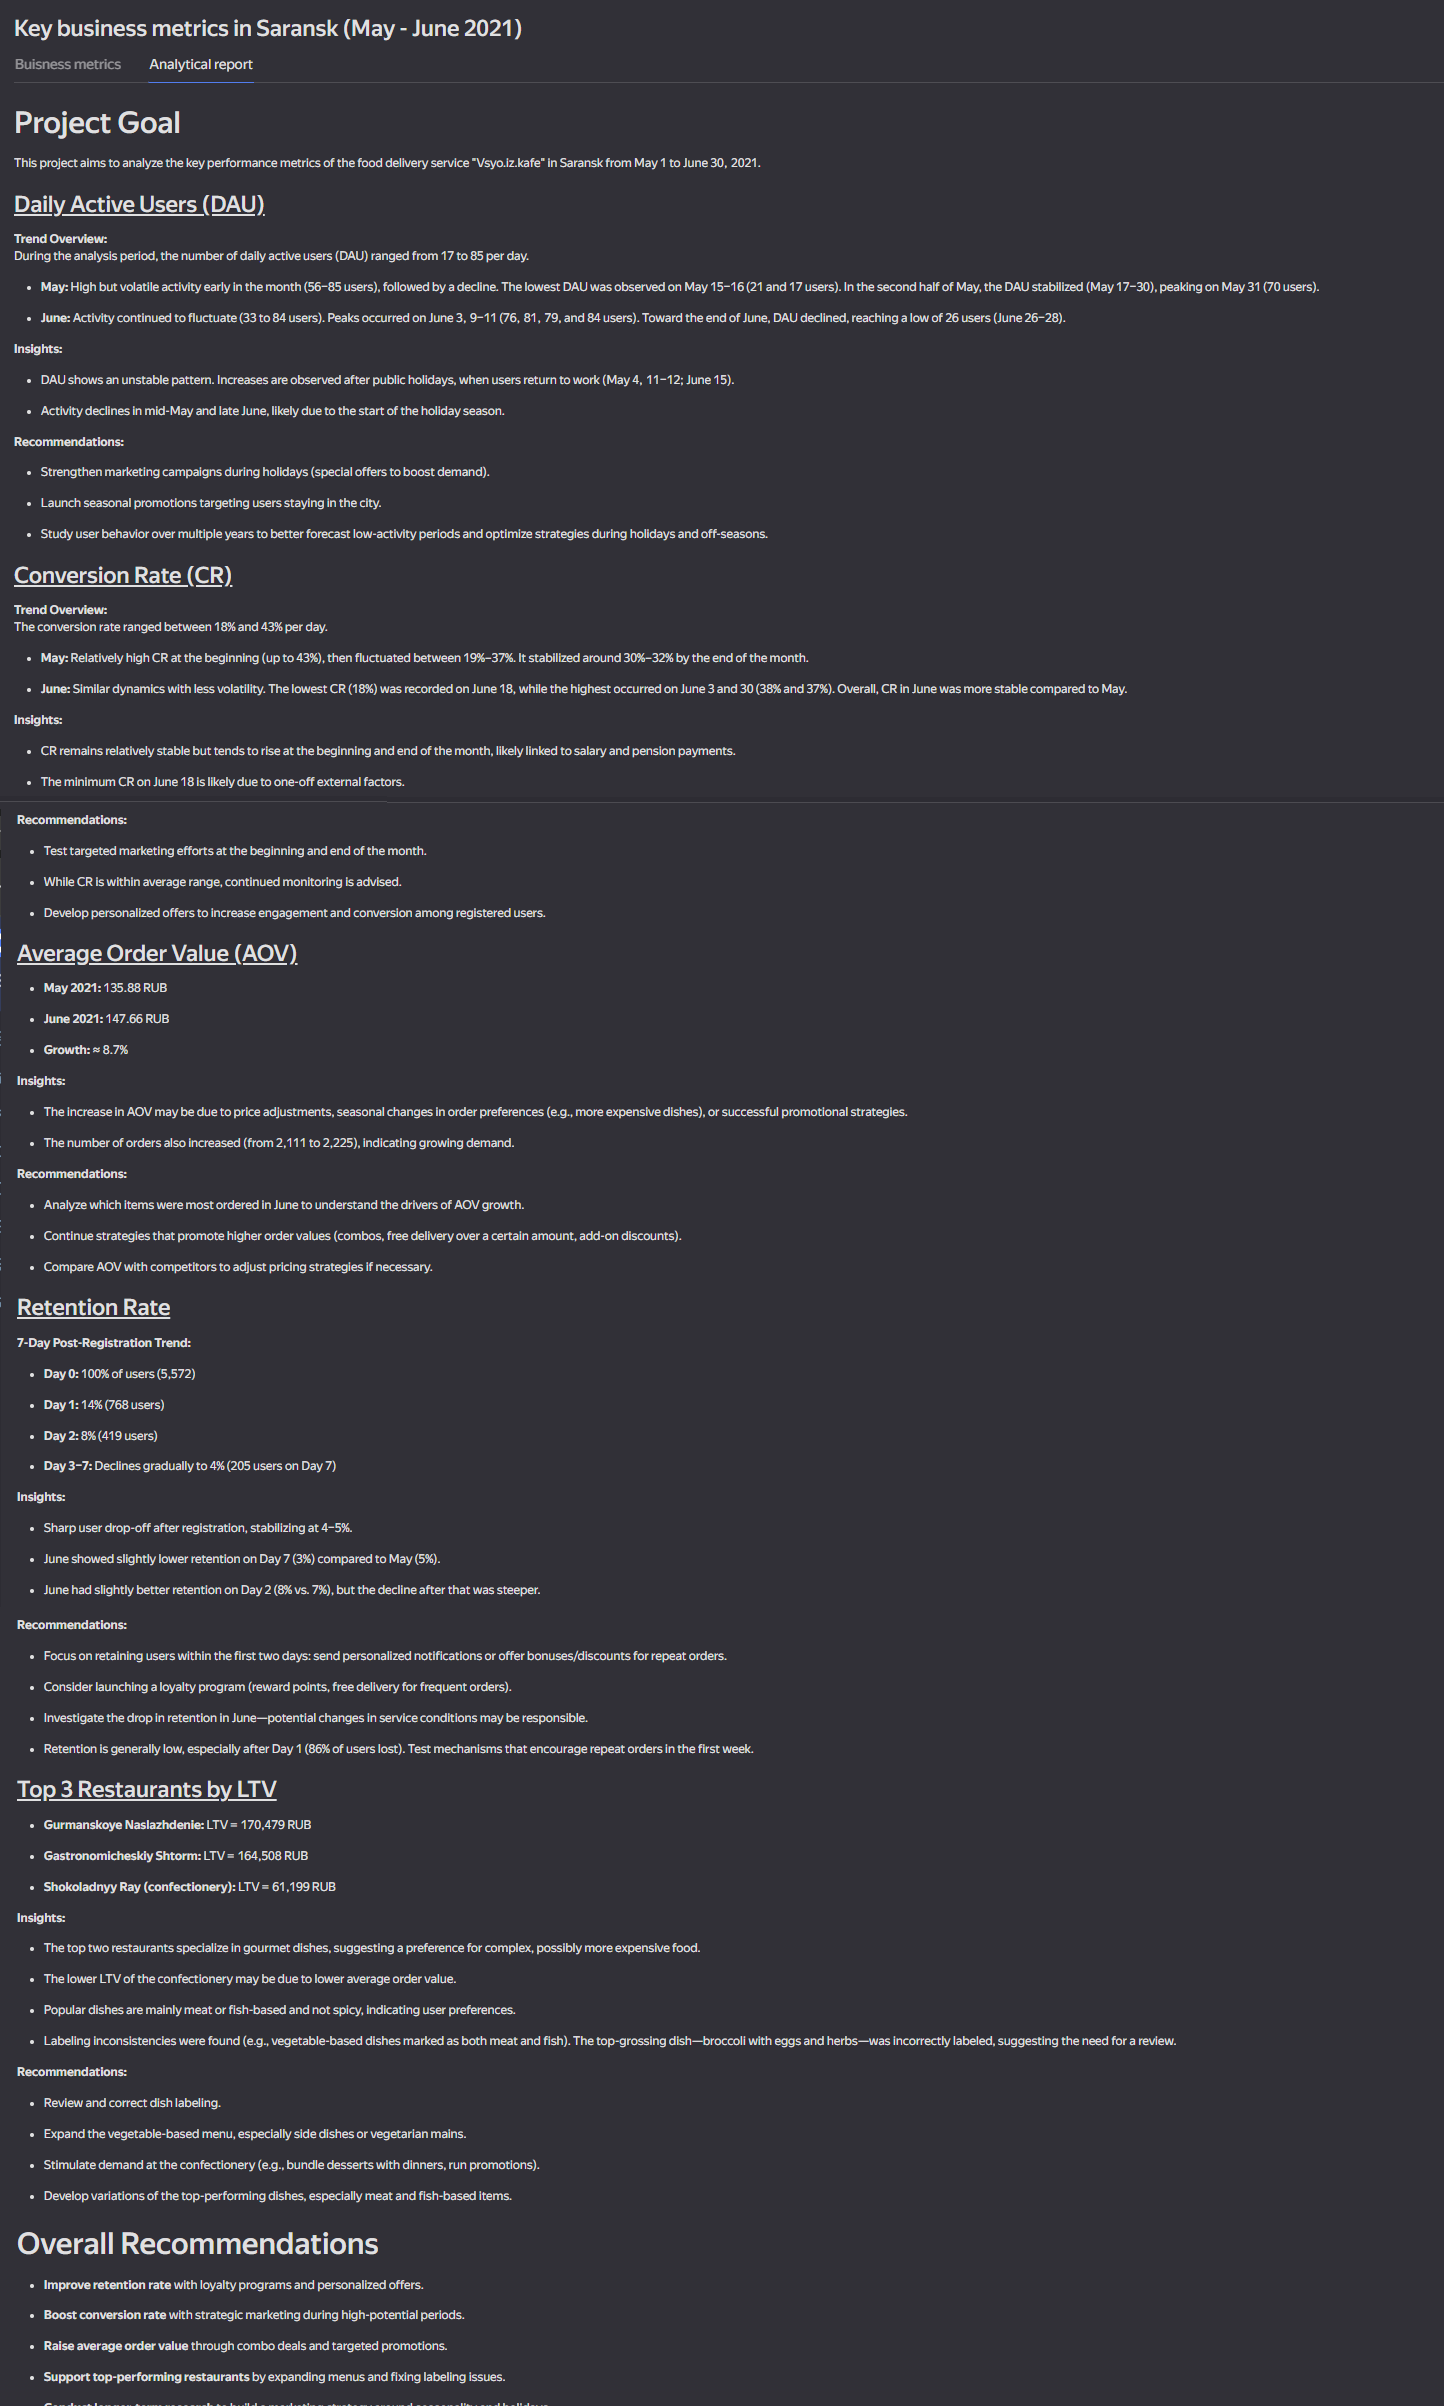 Key business metrics in Saransk (May - June 2021)
Buisness metrics Analytical report
Project Goal
This project aims to analyze the key performance metrics of the food delivery service "Vsyo.iz.kafe" in Saransk from May 1 to June 30, 2021.
Daily Active Users (DAU)
Trend Overview:
During the analysis period, the number of daily active users (DAU) ranged from 17 to 85 per day.
• May: High but volatile activity early in the month (56–85 users), followed by a decline. The lowest DAU was observed on May 15–16 (21 and 17 users). In the second half of May, the DAU stabilized (May 17–30), peaking on May 31 (70 users).
• June: Activity continued to fluctuate (33 to 84 users). Peaks occurred on June 3, 9–11 (76, 81, 79, and 84 users). Toward the end of June, DAU declined, reaching a low of 26 users (June 26–28).
Insights:
• DAU shows an unstable pattern. Increases are observed after public holidays, when users return to work (May 4, 11–12; June 15).
• Activity declines in mid-May and late June, likely due to the start of the holiday season.
Recommendations:
• Strengthen marketing campaigns during holidays (special offers to boost demand).
• Launch seasonal promotions targeting users staying in the city.
• Study user behavior over multiple years to better forecast low-activity periods and optimize strategies during holidays and off-seasons.
Conversion Rate (CR)
Trend Overview:
The conversion rate ranged between 18% and 43% per day.
• May: Relatively high CR at the beginning (up to 43%), then fluctuated between 19%–37%. It stabilized around 30%–32% by the end of the month.
• June: Similar dynamics with less volatility. The lowest CR (18%) was recorded on June 18, while the highest occurred on June 3 and 30 (38% and 37%). Overall, CR in June was more stable compared to May.
Insights:
• CR remains relatively stable but tends to rise at the beginning and end of the month, likely linked to salary and pension payments.
• The minimum CR on June 18 is likely due to one-off external factors.
Recommendations:
• Test targeted marketing efforts at the beginning and end of the month.
• While CR is within average range, continued monitoring is advised.
• Develop personalized offers to increase engagement and conversion among registered users.
Average Order Value (AOV)
• May 2021: 135.88 RUB
• June 2021: 147.66 RUB
• Growth: ≈ 8.7%
Insights:
• The increase in AOV may be due to price adjustments, seasonal changes in order preferences (e.g., more expensive dishes), or successful promotional strategies.
• The number of orders also increased (from 2,111 to 2,225), indicating growing demand.
Recommendations:
• Analyze which items were most ordered in June to understand the drivers of AOV growth.
• Continue strategies that promote higher order values (combos, free delivery over a certain amount, add-on discounts).
• Compare AOV with competitors to adjust pricing strategies if necessary.
Retention Rate
7-Day Post-Registration Trend:
• Day 0: 100% of users (5,572)
• Day 1: 14% (768 users)
• Day 2: 8% (419 users)
• Day 3–7: Declines gradually to 4% (205 users on Day 7)
Insights:
• Sharp user drop-off after registration, stabilizing at 4–5%.
• June showed slightly lower retention on Day 7 (3%) compared to May (5%).
• June had slightly better retention on Day 2 (8% vs. 7%), but the decline after that was steeper.
Recommendations:
• Focus on retaining users within the first two days: send personalized notifications or offer bonuses/discounts for repeat orders.
• Consider launching a loyalty program (reward points, free delivery for frequent orders).
• Investigate the drop in retention in June—potential changes in service conditions may be responsible.
• Retention is generally low, especially after Day 1 (86% of users lost). Test mechanisms that encourage repeat orders in the first week.
Top 3 Restaurants by LTV
• Gurmanskoye Naslazhdenie: LTV = 170,479 RUB
• Gastronomicheskiy Shtorm: LTV = 164,508 RUB
• Shokoladnyy Ray (confectionery): LTV = 61,199 RUB
Insights:
• The top two restaurants specialize in gourmet dishes, suggesting a preference for complex, possibly more expensive food.
• The lower LTV of the confectionery may be due to lower average order value.
• Popular dishes are mainly meat or fish-based and not spicy, indicating user preferences.
• Labeling inconsistencies were found (e.g., vegetable-based dishes marked as both meat and fish). The top-grossing dish—broccoli with eggs and herbs—was incorrectly labeled, suggesting the need for a review.
Recommendations:
• Review and correct dish labeling.
• Expand the vegetable-based menu, especially side dishes or vegetarian mains.
• Stimulate demand at the confectionery (e.g., bundle desserts with dinners, run promotions).
• Develop variations of the top-performing dishes, especially meat and fish-based items.
Overall Recommendations
• Improve retention rate with loyalty programs and personalized offers.
• Boost conversion rate with strategic marketing during high-potential periods.
• Raise average order value through combo deals and targeted promotions.
• Support top-performing restaurants by expanding menus and fixing labeling issues.